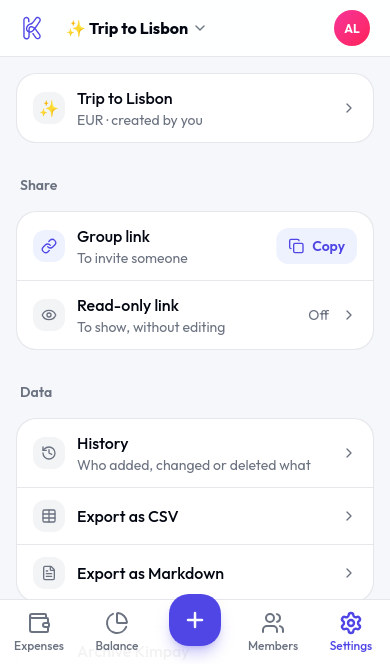 ✨ Trip to Lisbon
AL
Trip to Lisbon
EUR · created by you
Share
Group link
To invite someone
Copy
Read-only link
To show, without editing
Off
Data
History
Who added, changed or deleted what
Export as CSV
Export as Markdown
Archive Kimpay
Expenses
Balance
Members
Settings